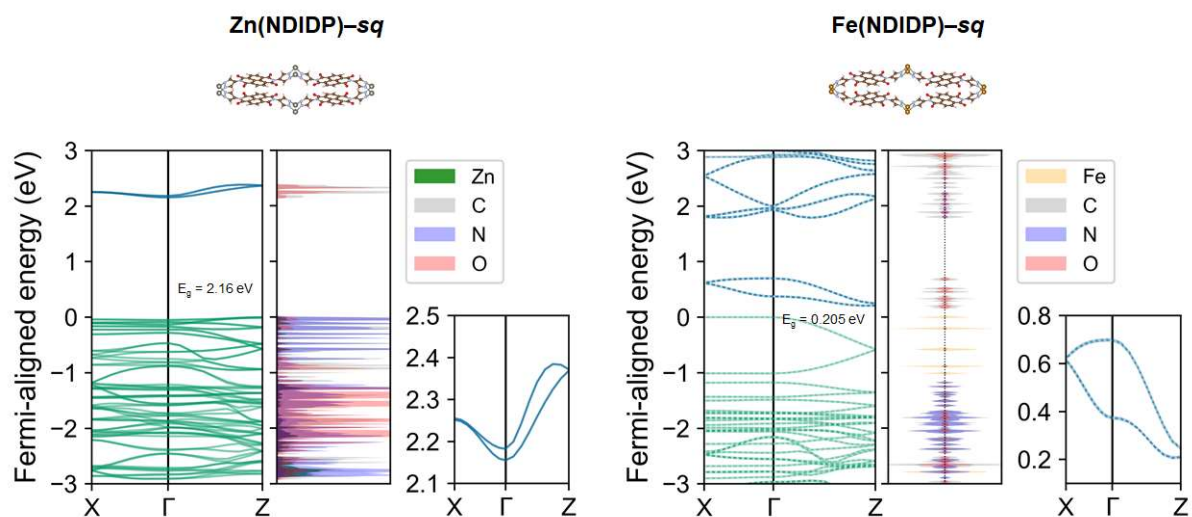 Zn(NDIDP)–sq
Fermi-aligned energy (eV)
3
2
1
0
−1
−2
−3
X
Γ
Z
E_g = 2.16 eV
Zn
C
N
O
2.5
2.4
2.3
2.2
2.1
X
Γ
Z
Fe(NDIDP)–sq
Fermi-aligned energy (eV)
3
2
1
0
−1
−2
−3
X
Γ
Z
E_g = 0.205 eV
Fe
C
N
O
0.8
0.6
0.4
0.2
X
Γ
Z